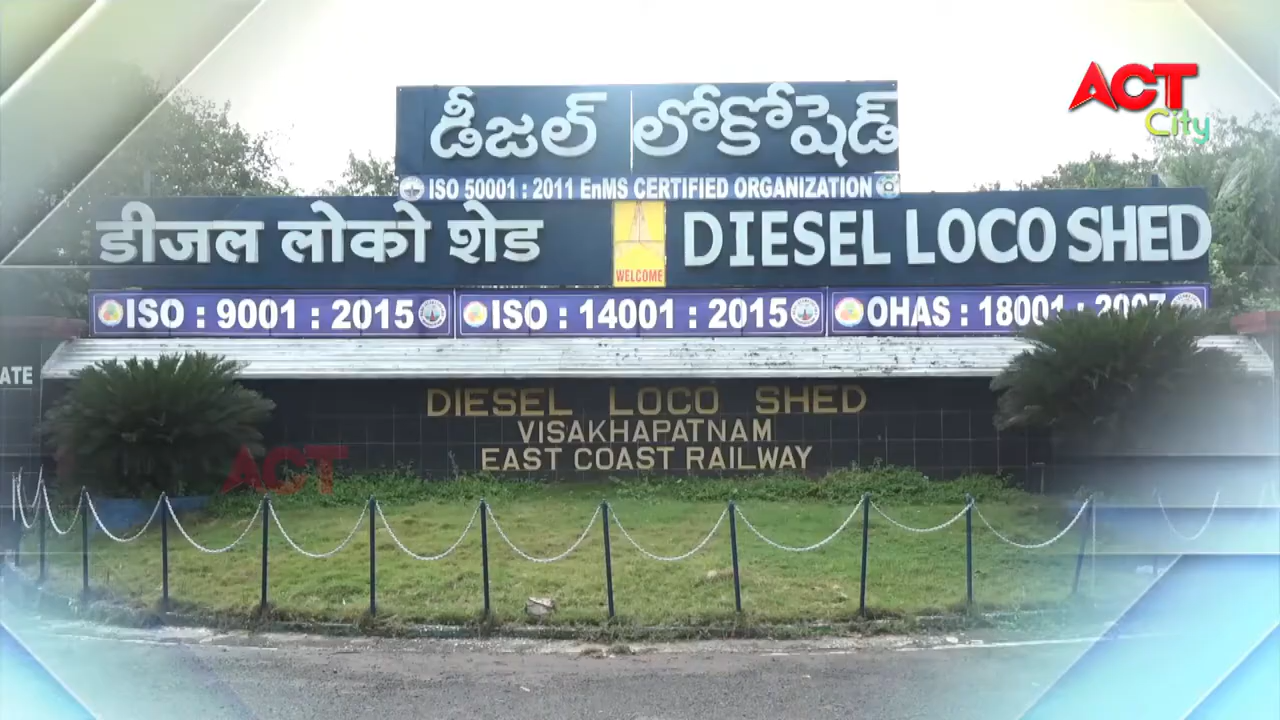 ACT
City
డీజల్ లోకోషెడ్
ISO 50001 : 2011 EnMS CERTIFIED ORGANIZATION
डीजल लोको शेड
WELCOME
DIESEL LOCO SHED
ISO : 9001 : 2015
ISO : 14001 : 2015
OHAS : 18001 : 2007
ATE
DIESEL LOCO SHED
VISAKHAPATNAM
EAST COAST RAILWAY
ACT